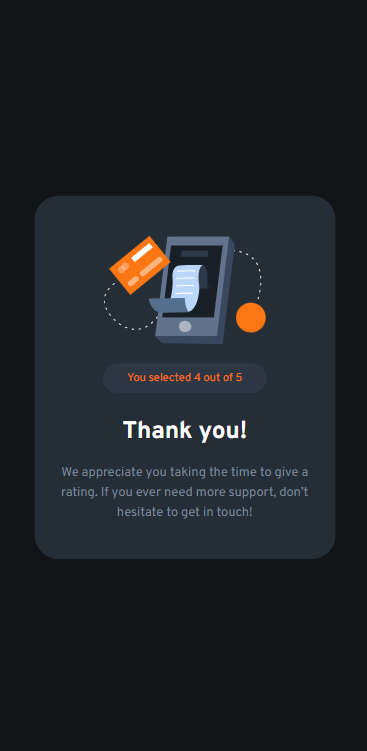 You selected 4 out of 5
Thank you!
We appreciate you taking the time to give a
rating. If you ever need more support, don’t
hesitate to get in touch!